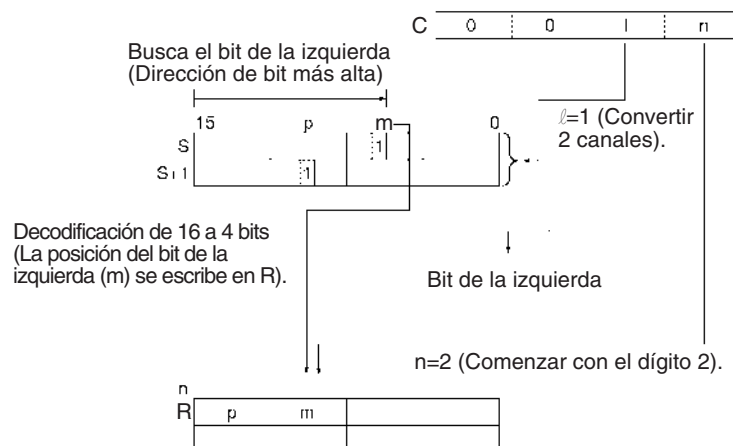 C 0 0 l n
Busca el bit de la izquierda
(Dirección de bit más alta)
ℓ=1 (Convertir
2 canales).
15 p m 0
S 1
S+1 1
Decodificación de 16 a 4 bits
(La posición del bit de la
izquierda (m) se escribe en R).
Bit de la izquierda
n=2 (Comenzar con el dígito 2).
n
R p m